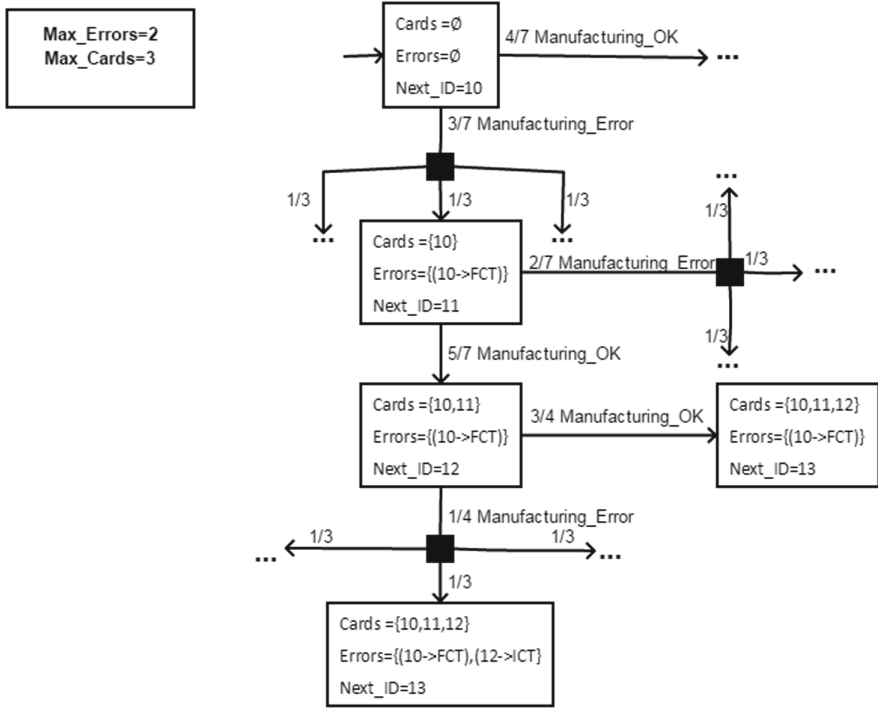 Max_Errors=2
Max_Cards=3
Cards =Ø
Errors=Ø
Next_ID=10
4/7 Manufacturing_OK
...
3/7 Manufacturing_Error
1/3
1/3
1/3
...
...
Cards ={10}
Errors={(10->FCT)}
Next_ID=11
2/7 Manufacturing_Error
...
1/3
1/3
...
1/3
...
5/7 Manufacturing_OK
Cards ={10,11}
Errors={(10->FCT)}
Next_ID=12
3/4 Manufacturing_OK
Cards ={10,11,12}
Errors={(10->FCT)}
Next_ID=13
1/4 Manufacturing_Error
1/3
1/3
...
...
1/3
Cards ={10,11,12}
Errors={(10->FCT),(12->ICT}
Next_ID=13